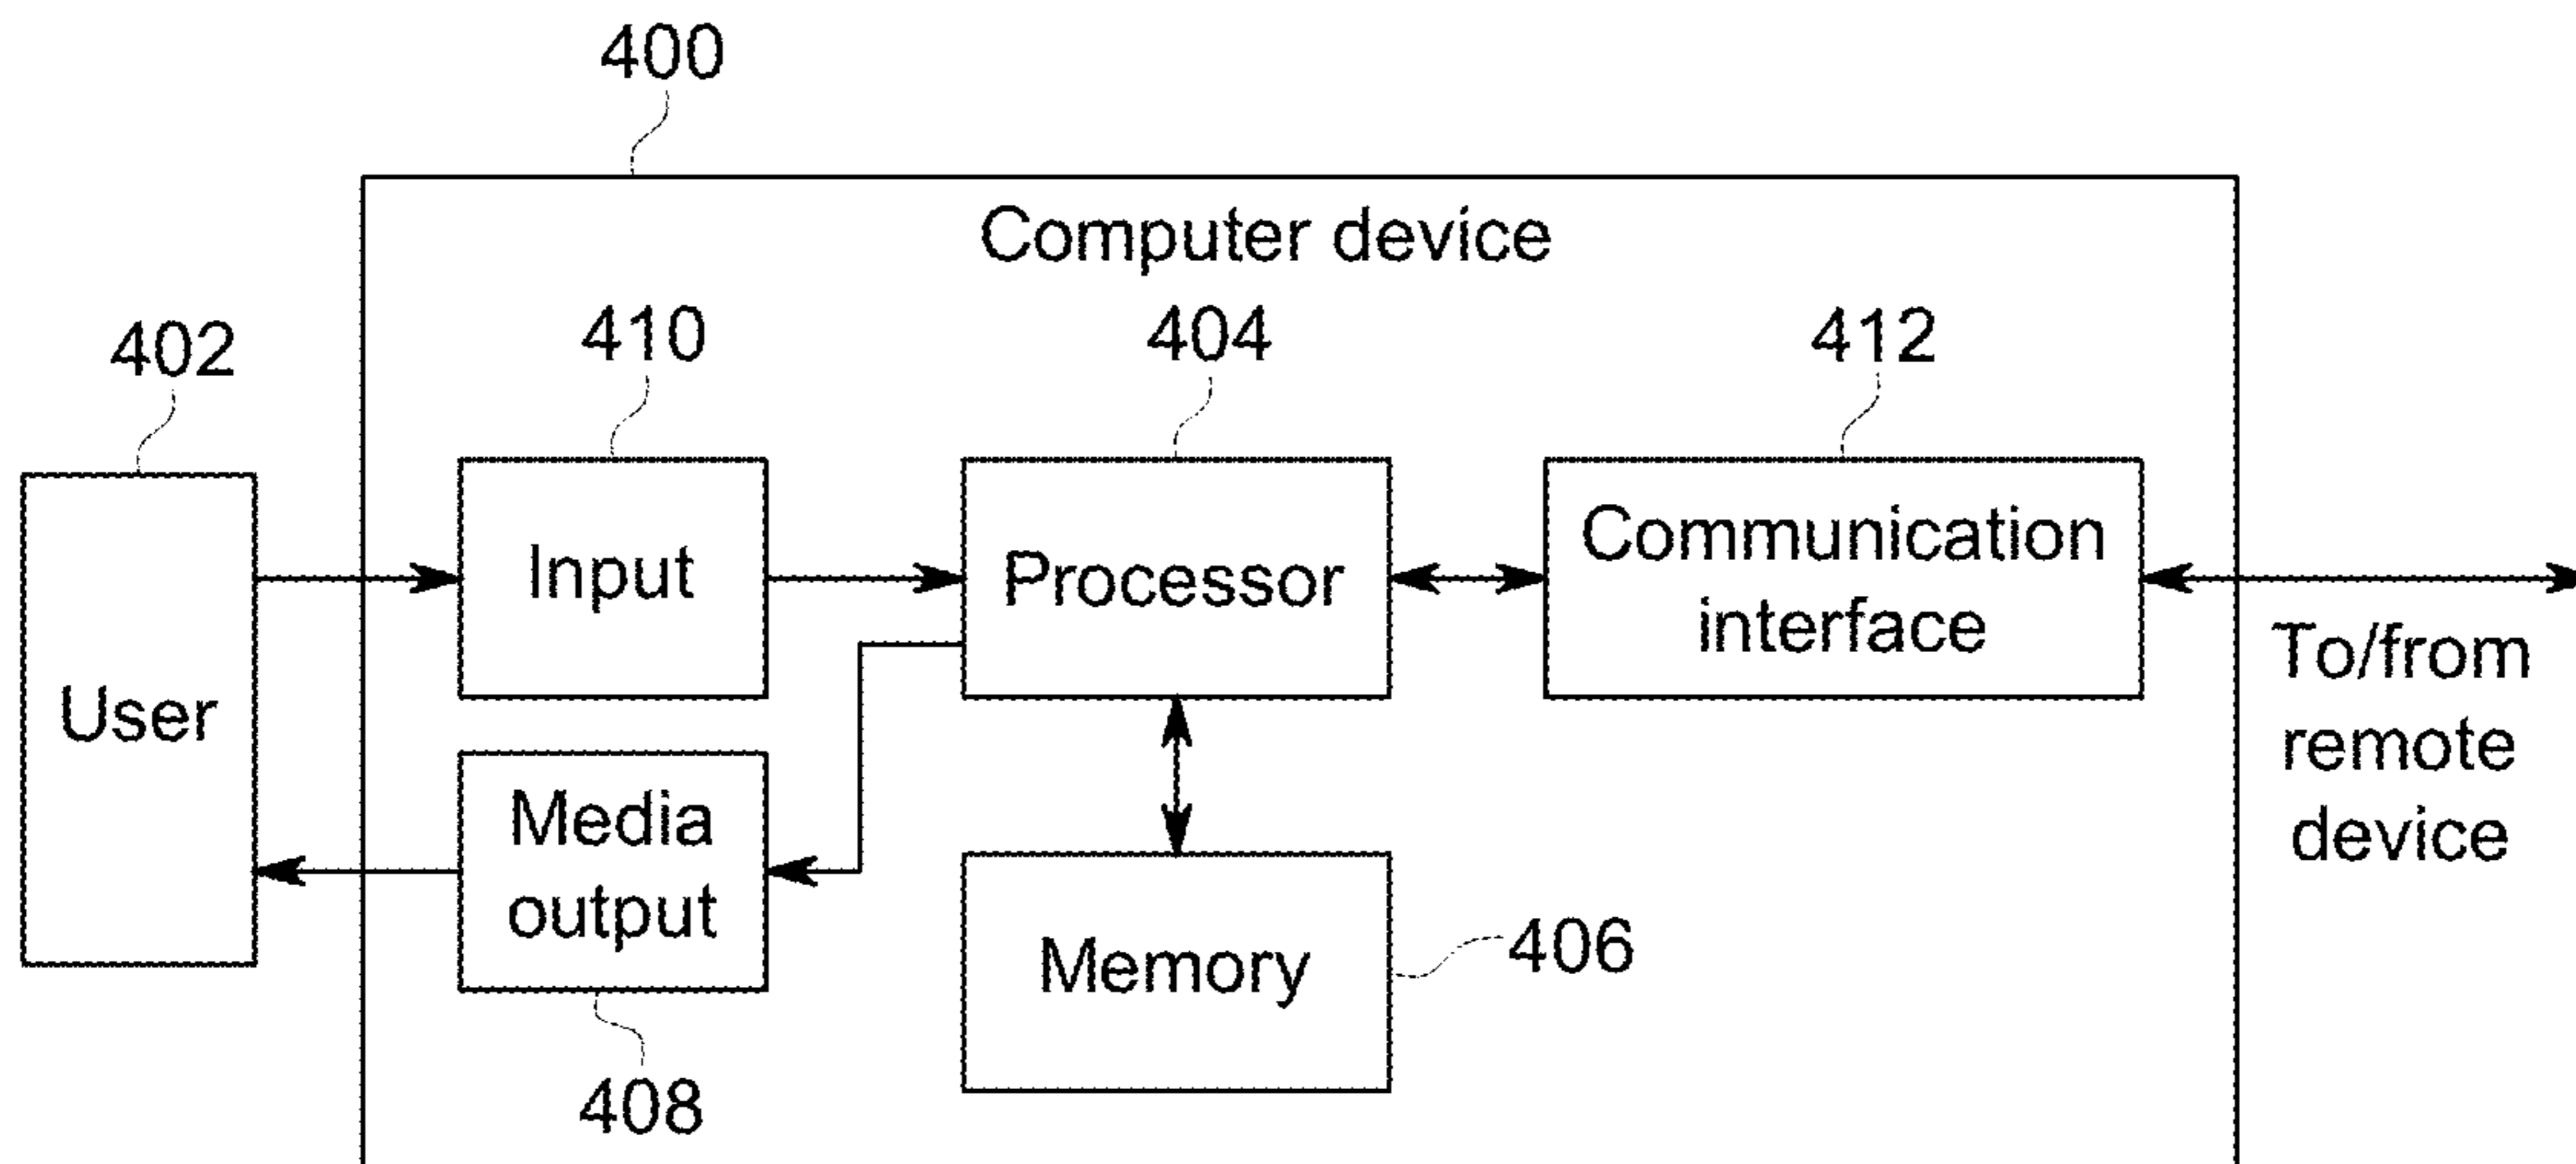 400
Computer device
402
410
404
412
User
Input
Processor
Communication
interface
To/from
remote
device
Media
output
Memory
406
408